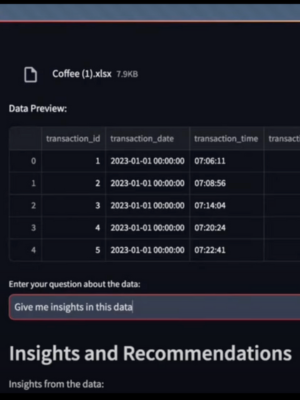 Coffee (1).xlsx 7.9KB
Data Preview:
transaction_id transaction_date transaction_time transacti
0 1 2023-01-01 00:00:00 07:06:11
1 2 2023-01-01 00:00:00 07:08:56
2 3 2023-01-01 00:00:00 07:14:04
3 4 2023-01-01 00:00:00 07:20:24
4 5 2023-01-01 00:00:00 07:22:41
Enter your question about the data:
Give me insights in this data
Insights and Recommendations
Insights from the data: